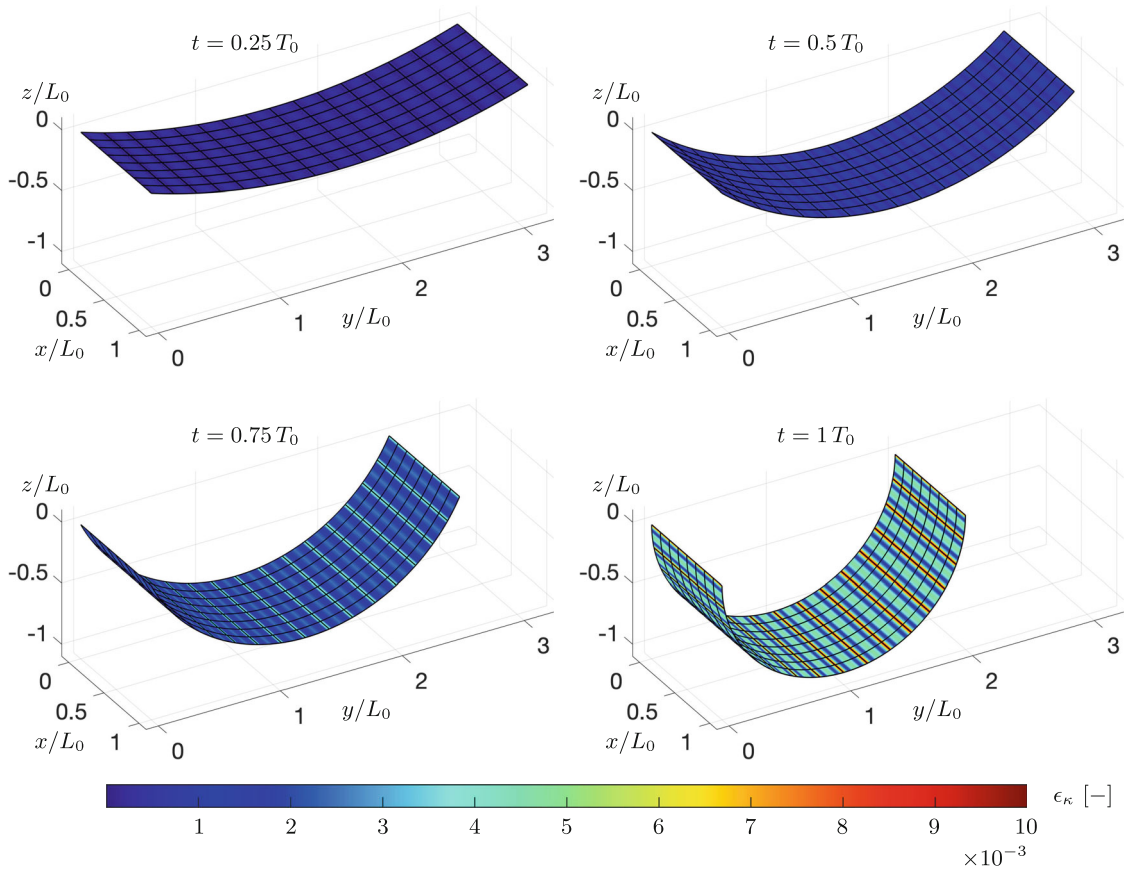 t = 0.25 T₀
z/L₀
0
-0.5
-1
0
0.5
1
x/L₀
0
1
2
3
y/L₀
t = 0.5 T₀
z/L₀
0
-0.5
-1
0
0.5
1
x/L₀
0
1
2
3
y/L₀
t = 0.75 T₀
z/L₀
0
-0.5
-1
0
0.5
1
x/L₀
0
1
2
3
y/L₀
t = 1 T₀
z/L₀
0
-0.5
-1
0
0.5
1
x/L₀
0
1
2
3
y/L₀
1 2 3 4 5 6 7 8 9 10
ϵκ [−]
×10⁻³